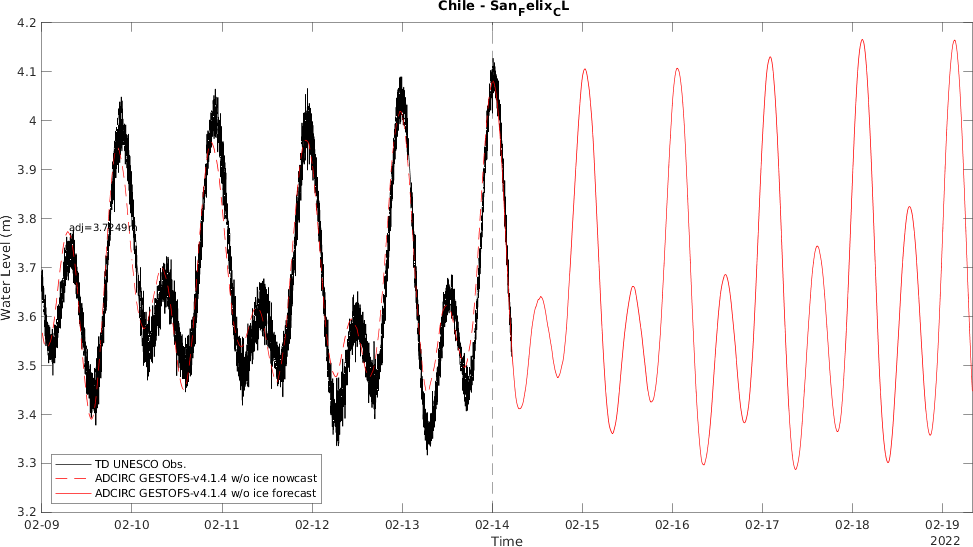 Chile - SanFelixCL
4.2
4.1
4
3.9
3.8
3.7
3.6
3.5
3.4
3.3
3.2
Water Level (m)
adj=3.7249m
TD UNESCO Obs.
ADCIRC GESTOFS-v4.1.4 w/o ice nowcast
ADCIRC GESTOFS-v4.1.4 w/o ice forecast
02-09 02-10 02-11 02-12 02-13 02-14 02-15 02-16 02-17 02-18 02-19
Time
2022